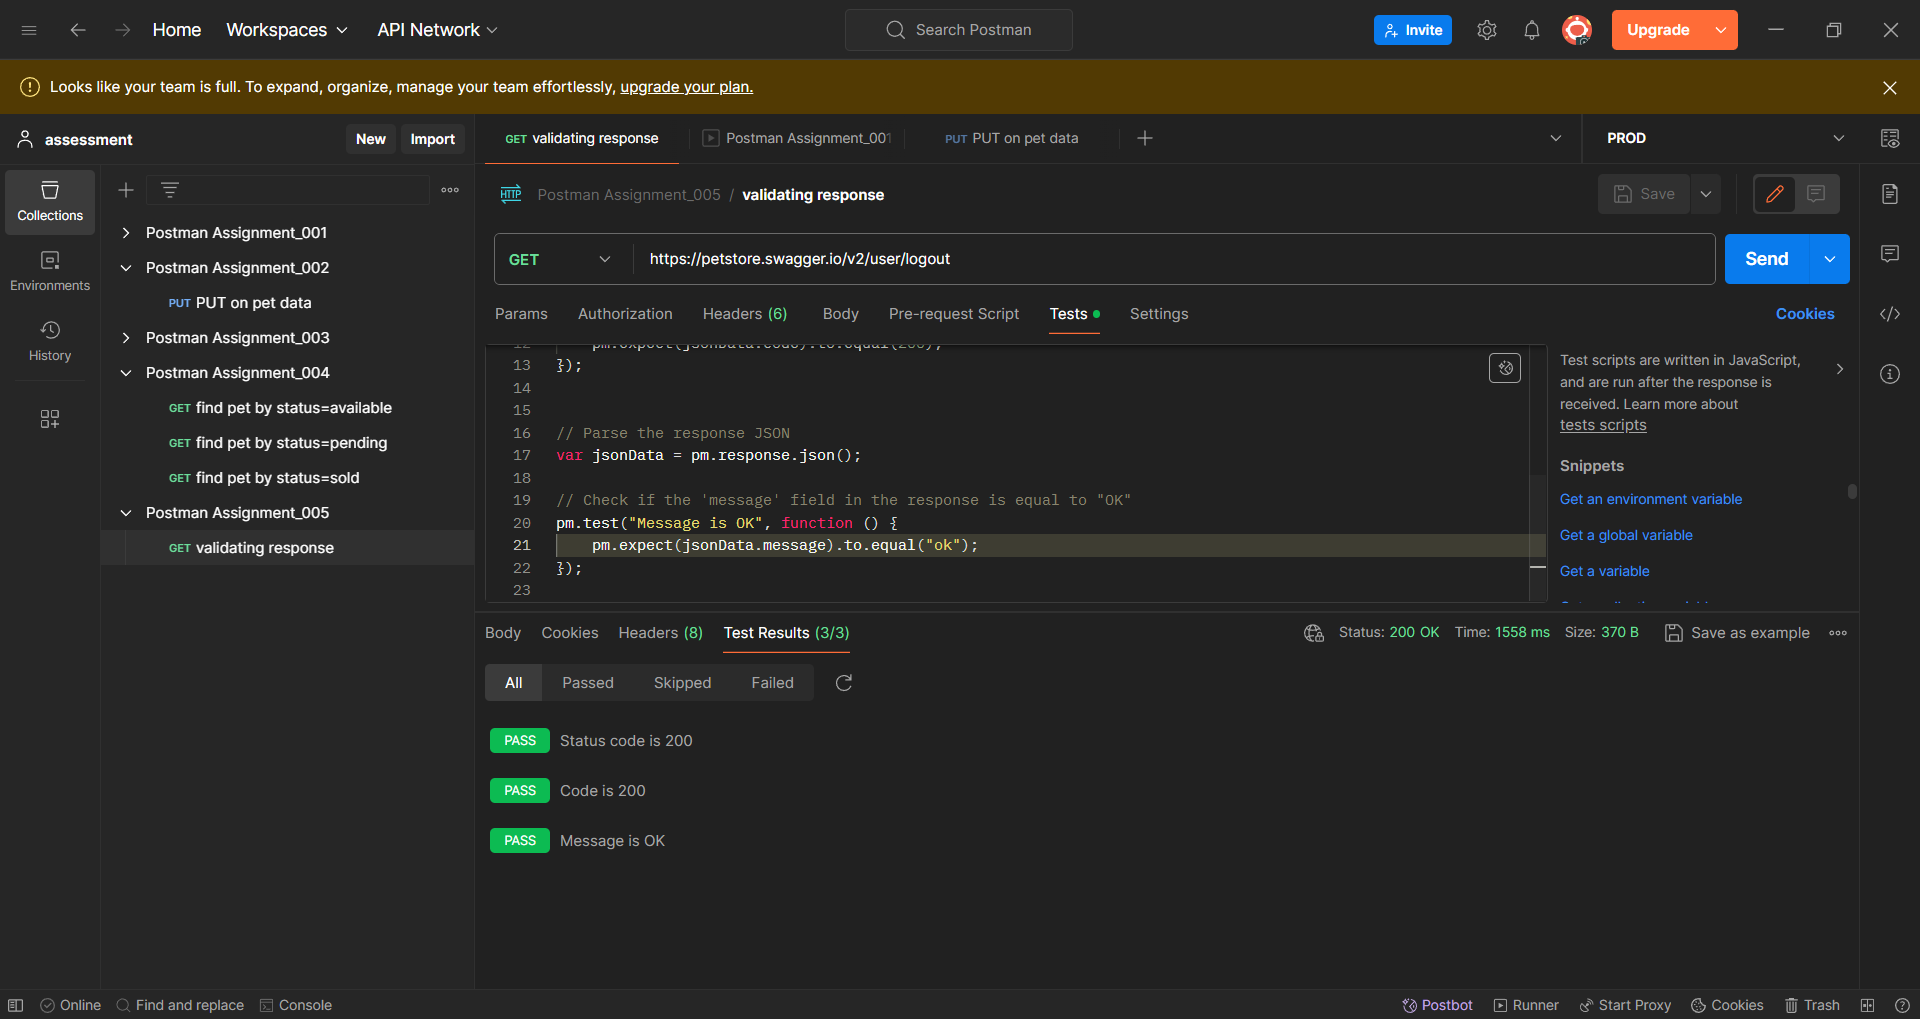 Home Workspaces API Network Search Postman Invite Upgrade
Looks like your team is full. To expand, organize, manage your team effortlessly, upgrade your plan.
assessment New Import
GET validating response Postman Assignment_001 PUT PUT on pet data PROD
Collections
Environments
History
Postman Assignment_001
Postman Assignment_002
PUT PUT on pet data
Postman Assignment_003
Postman Assignment_004
GET find pet by status=available
GET find pet by status=pending
GET find pet by status=sold
Postman Assignment_005
GET validating response
HTTP Postman Assignment_005 / validating response Save
GET https://petstore.swagger.io/v2/user/logout Send
Params Authorization Headers (6) Body Pre-request Script Tests Settings Cookies
12 pm.expect(jsonData.code).to.equal(200);
13 });
14
15
16 // Parse the response JSON
17 var jsonData = pm.response.json();
18
19 // Check if the 'message' field in the response is equal to "OK"
20 pm.test("Message is OK", function () {
21 pm.expect(jsonData.message).to.equal("ok");
22 });
23
Test scripts are written in JavaScript,
and are run after the response is
received. Learn more about
tests scripts
Snippets
Get an environment variable
Get a global variable
Get a variable
Body Cookies Headers (8) Test Results (3/3) Status: 200 OK Time: 1558 ms Size: 370 B Save as example
All Passed Skipped Failed
PASS Status code is 200
PASS Code is 200
PASS Message is OK
Online Find and replace Console Postbot Runner Start Proxy Cookies Trash